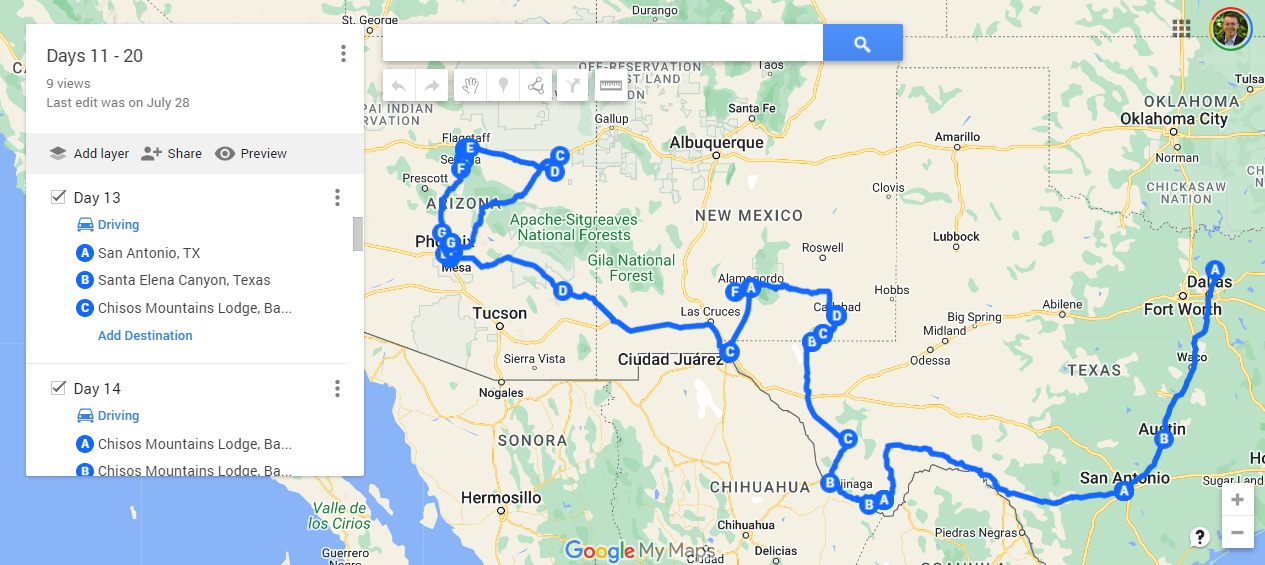 Days 11 - 20
9 views
Last edit was on July 28
Add layer
Share
Preview
Day 13
Driving
A San Antonio, TX
B Santa Elena Canyon, Texas
C Chisos Mountains Lodge, Ba...
Add Destination
Day 14
Driving
A Chisos Mountains Lodge, Ba...
B Chisos Mountains Lodge, Ba...
St. George
Durango
OFF-RESERVATION
TRUST LAND
Taos
Tulsa
Gallup
Santa Fe
OKLAHOMA
Oklahoma City
Flagstaff
E
C
D
F
Albuquerque
Amarillo
Norman
Prescott
ARIZONA
CHICKASAW
NATION
Clovis
Apache-Sitgreaves
National Forests
NEW MEXICO
G
G
Phoenix
Mesa
Gila National
Forest
Roswell
Lubbock
A
Dallas
Alamogordo
F
A
Hobbs
D
Carlsbad
D
Abilene
Fort Worth
Tucson
Las Cruces
Big Spring
Midland
B
C
C
Sierra Vista
Ciudad Juárez
Odessa
Waco
TEXAS
Nogales
SONORA
C
Austin
B
San Antonio
A
B
Ojinaga
B
A
CHIHUAHUA
Sugar Land
Hermosillo
Valle de
los Cirios
Chihuahua
Piedras Negras
Guerrero
Negro
Google My Maps
Ciudad
Delicias
COAHUILA
+
−
?